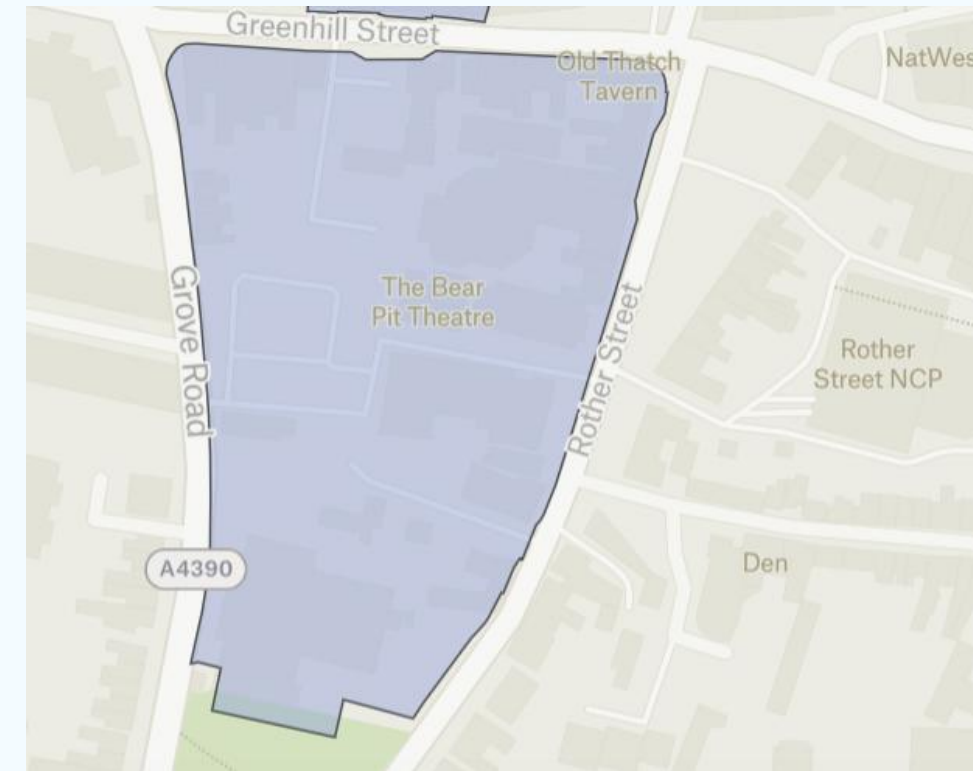 Greenhill Street
Old Thatch
Tavern
NatWes
The Bear
Pit Theatre
Grove Road
Rother Street
Rother
Street NCP
A4390
Den